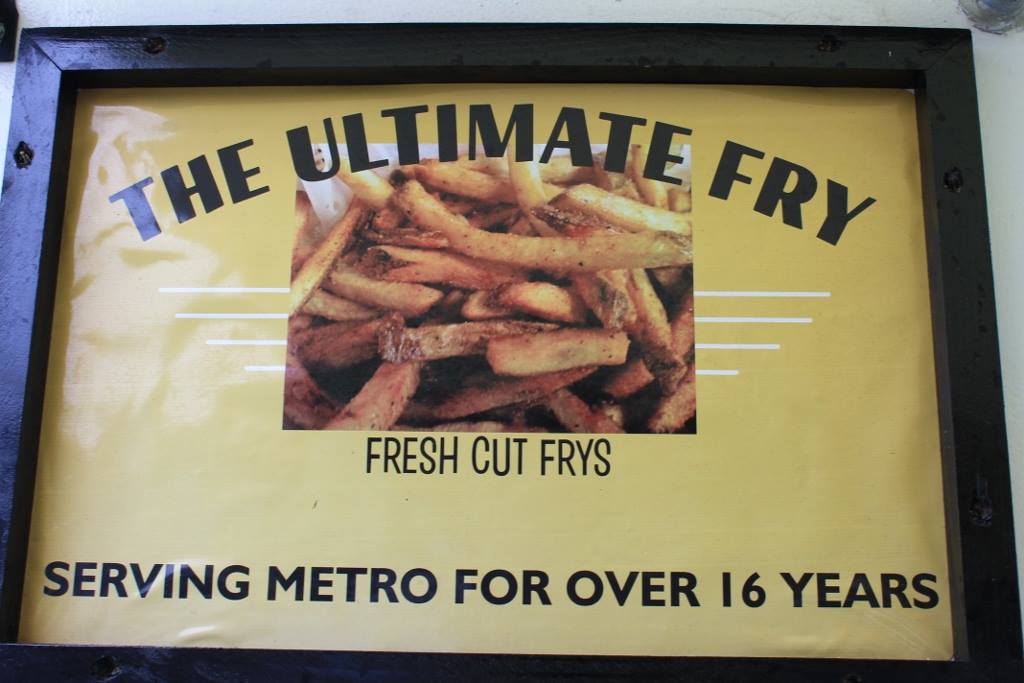 THE ULTIMATE FRY
FRESH CUT FRYS
SERVING METRO FOR OVER 16 YEARS